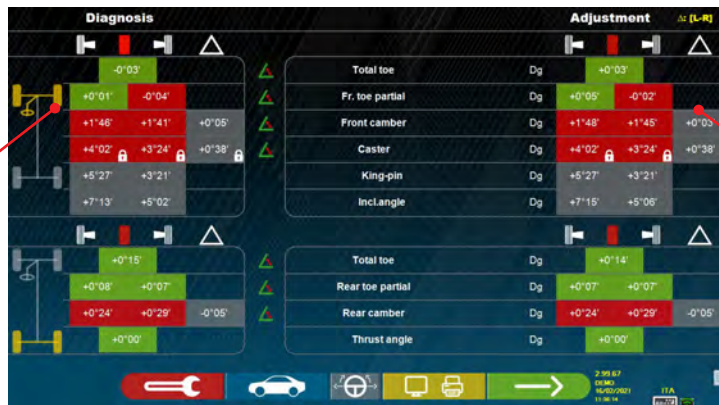 Diagnosis Adjustment Δ: [L-R]
-0°03' Total toe Dg +0°03'
+0°01' -0°04' Fr. toe partial Dg +0°05' -0°02'
+1°46' +1°41' +0°05' Front camber Dg +1°48' +1°45' +0°03
+4°02' +3°24' +0°38' Caster Dg +4°02' +3°24' +0°38'
+5°27' +3°21' King-pin Dg +5°27' +3°21'
+7°13' +5°02' Incl.angle Dg +7°15' +5°06'
+0°15' Total toe Dg +0°14'
+0°08' +0°07' Rear toe partial Dg +0°07' +0°07'
+0°24' +0°29' -0°05' Rear camber Dg +0°24' +0°29' -0°05'
+0°00' Thrust angle Dg +0°00'
2.99.67
DEMO
16/02/2021 ITA
11:06:14